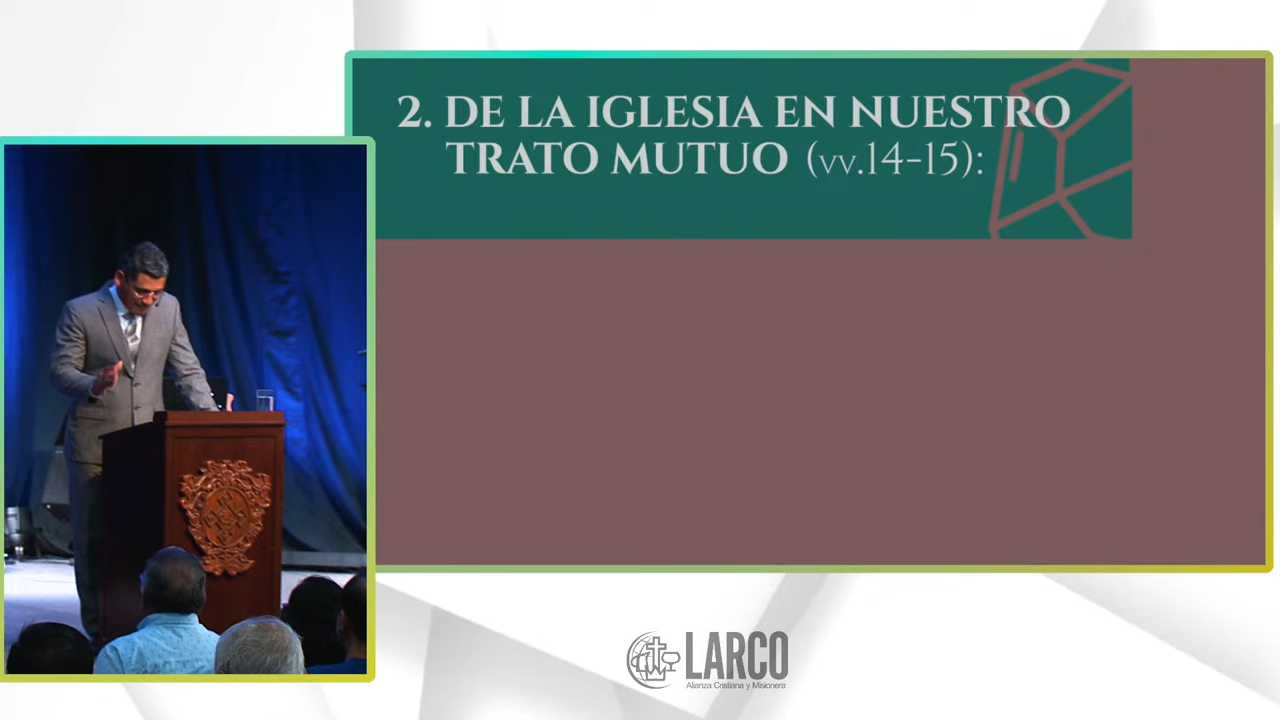 2. DE LA IGLESIA EN NUESTRO
TRATO MUTUO (vv.14-15):
LARCO
Alianza Cristiana y Misionera